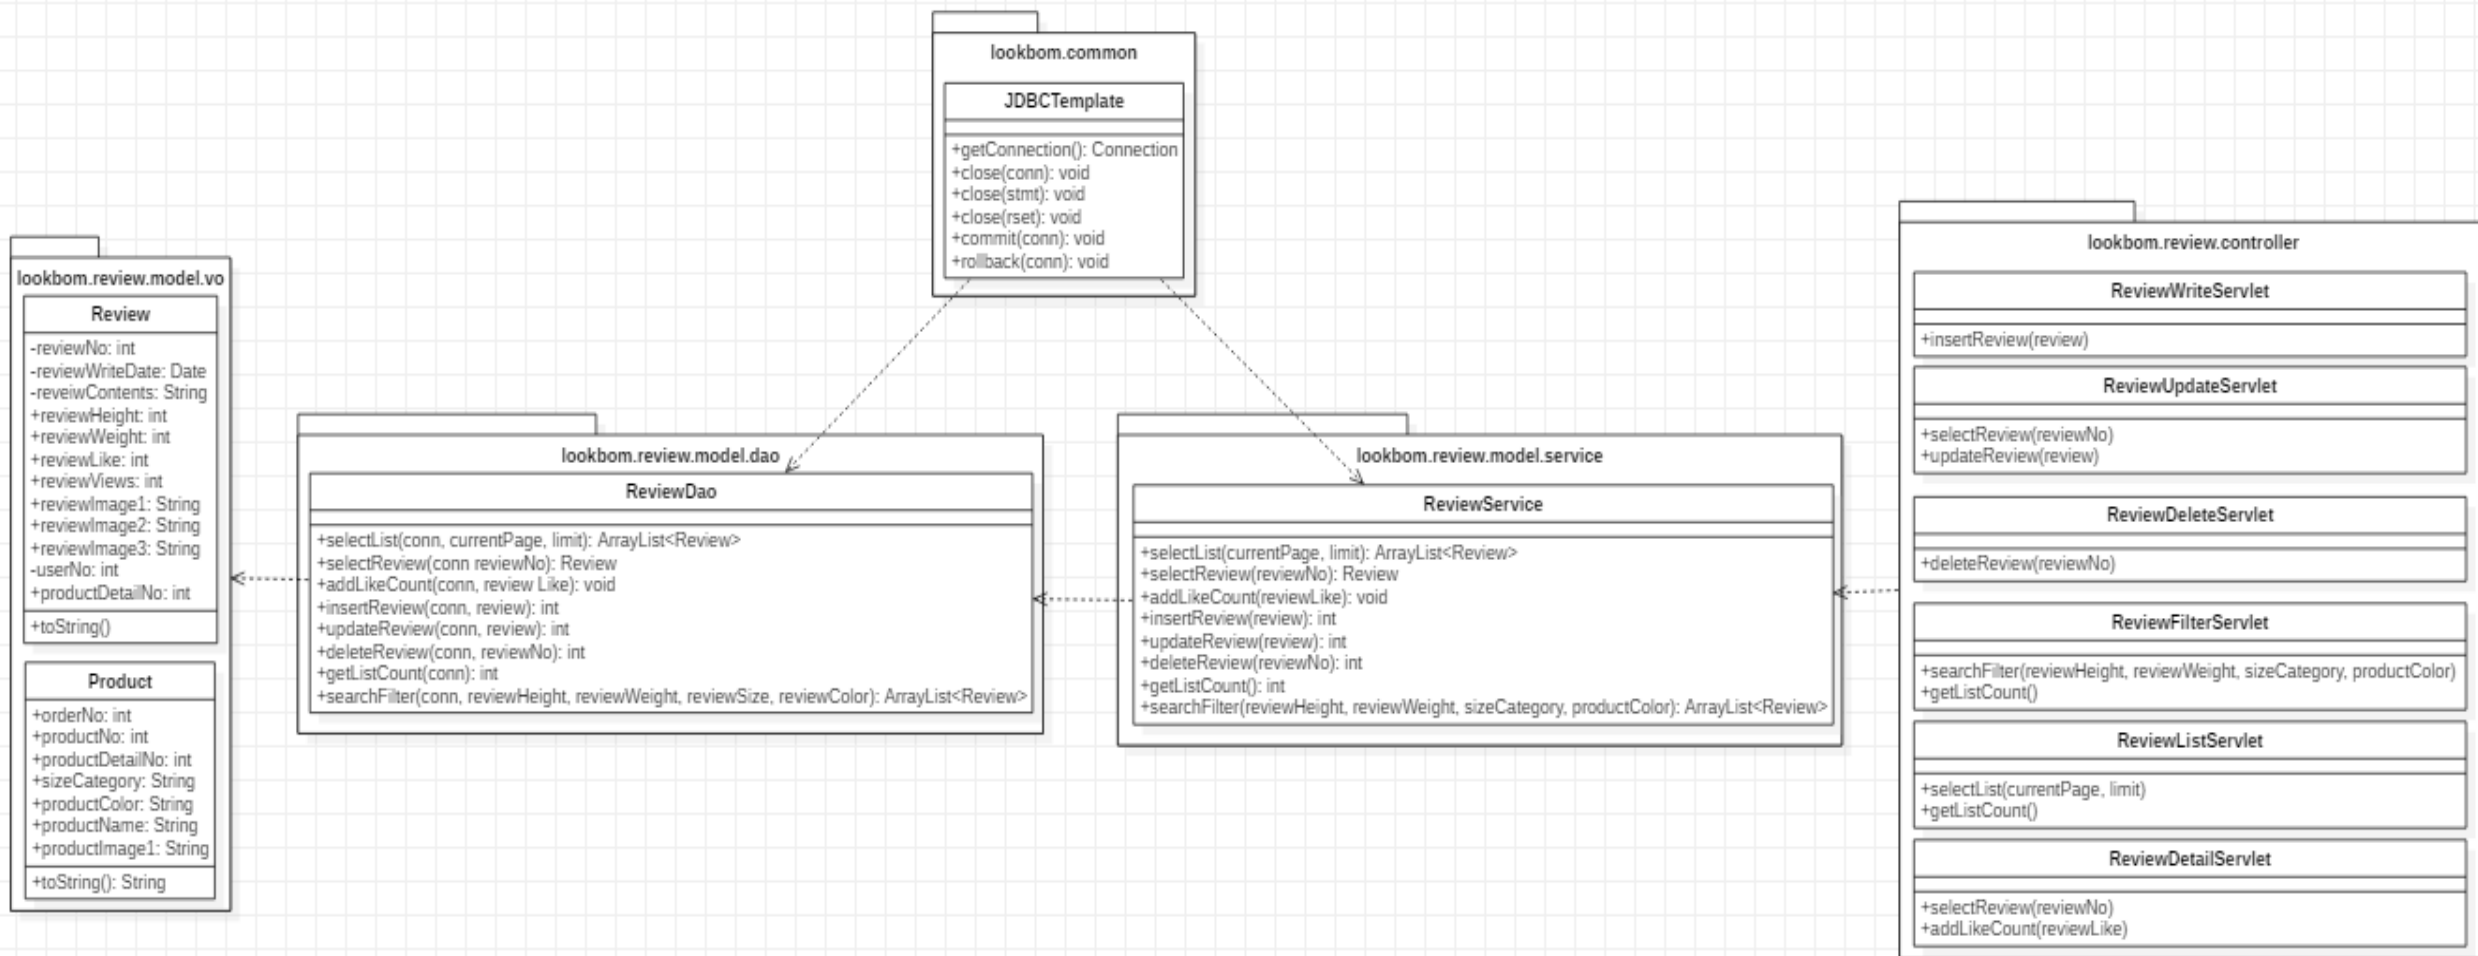 lookbom.common
JDBCTemplate
+getConnection(): Connection
+close(conn): void
+close(stmt): void
+close(rset): void
+commit(conn): void
+rollback(conn): void
lookbom.review.model.vo
Review
-reviewNo: int
-reviewWriteDate: Date
-reveiwContents: String
+reviewHeight: int
+reviewWeight: int
+reviewLike: int
+reviewViews: int
+reviewImage1: String
+reviewImage2: String
+reviewImage3: String
-userNo: int
+productDetailNo: int
+toString()
Product
+orderNo: int
+productNo: int
+productDetailNo: int
+sizeCategory: String
+productColor: String
+productName: String
+productImage1: String
+toString(): String
lookbom.review.model.dao
ReviewDao
+selectList(conn, currentPage, limit): ArrayList<Review>
+selectReview(conn reviewNo): Review
+addLikeCount(conn, review Like): void
+insertReview(conn, review): int
+updateReview(conn, review): int
+deleteReview(conn, reviewNo): int
+getListCount(conn): int
+searchFilter(conn, reviewHeight, reviewWeight, reviewSize, reviewColor): ArrayList<Review>
lookbom.review.model.service
ReviewService
+selectList(currentPage, limit): ArrayList<Review>
+selectReview(reviewNo): Review
+addLikeCount(reviewLike): void
+insertReview(review): int
+updateReview(review): int
+deleteReview(reviewNo): int
+getListCount(): int
+searchFilter(reviewHeight, reviewWeight, sizeCategory, productColor): ArrayList<Review>
lookbom.review.controller
ReviewWriteServlet
+insertReview(review)
ReviewUpdateServlet
+selectReview(reviewNo)
+updateReview(review)
ReviewDeleteServlet
+deleteReview(reviewNo)
ReviewFilterServlet
+searchFilter(reviewHeight, reviewWeight, sizeCategory, productColor)
+getListCount()
ReviewListServlet
+selectList(currentPage, limit)
+getListCount()
ReviewDetailServlet
+selectReview(reviewNo)
+addLikeCount(reviewLike)